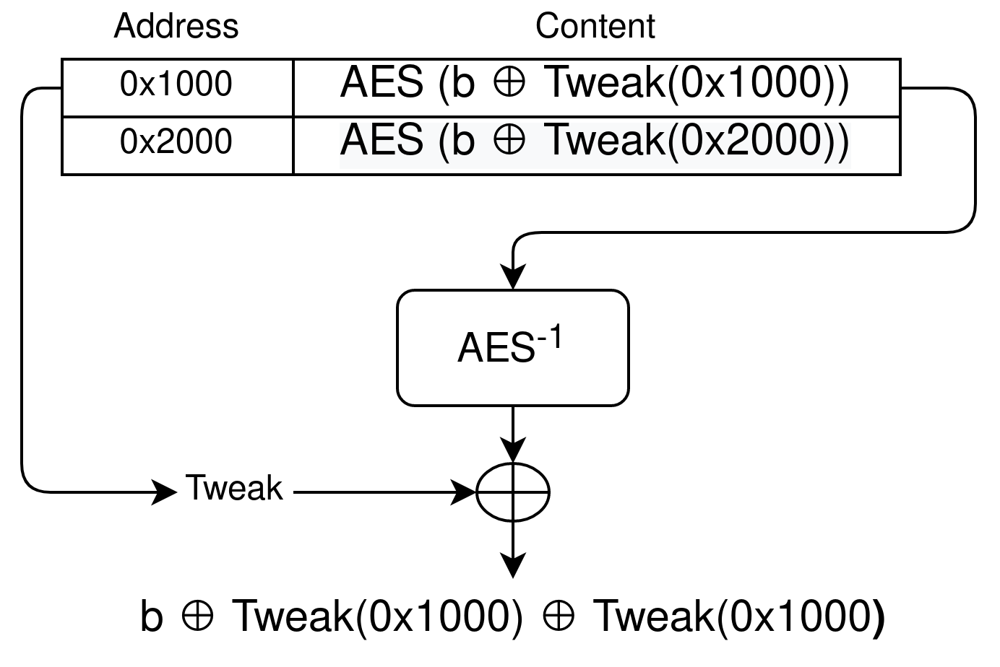 Address Content
0x1000 AES (b ⊕ Tweak(0x1000))
0x2000 AES (b ⊕ Tweak(0x2000))
AES⁻¹
Tweak
b ⊕ Tweak(0x1000) ⊕ Tweak(0x1000)